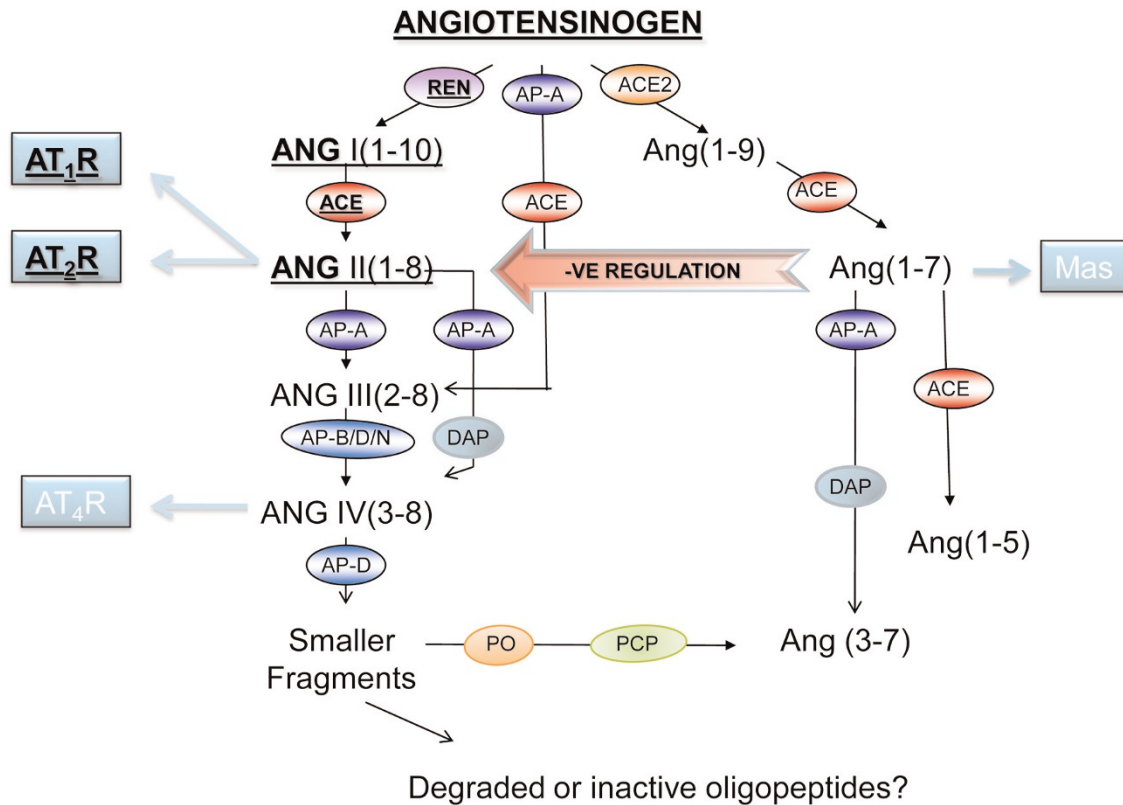 ANGIOTENSINOGEN
REN
AP-A
ACE2
ANG I(1-10)
Ang(1-9)
AT1R
ACE
ACE
ACE
AT2R
ANG II(1-8)
-VE REGULATION
Ang(1-7)
Mas
AP-A
AP-A
AP-A
ANG III(2-8)
ACE
AP-B/D/N
DAP
DAP
AT4R
ANG IV(3-8)
Ang(1-5)
AP-D
Smaller
Fragments
PO
PCP
Ang (3-7)
Degraded or inactive oligopeptides?